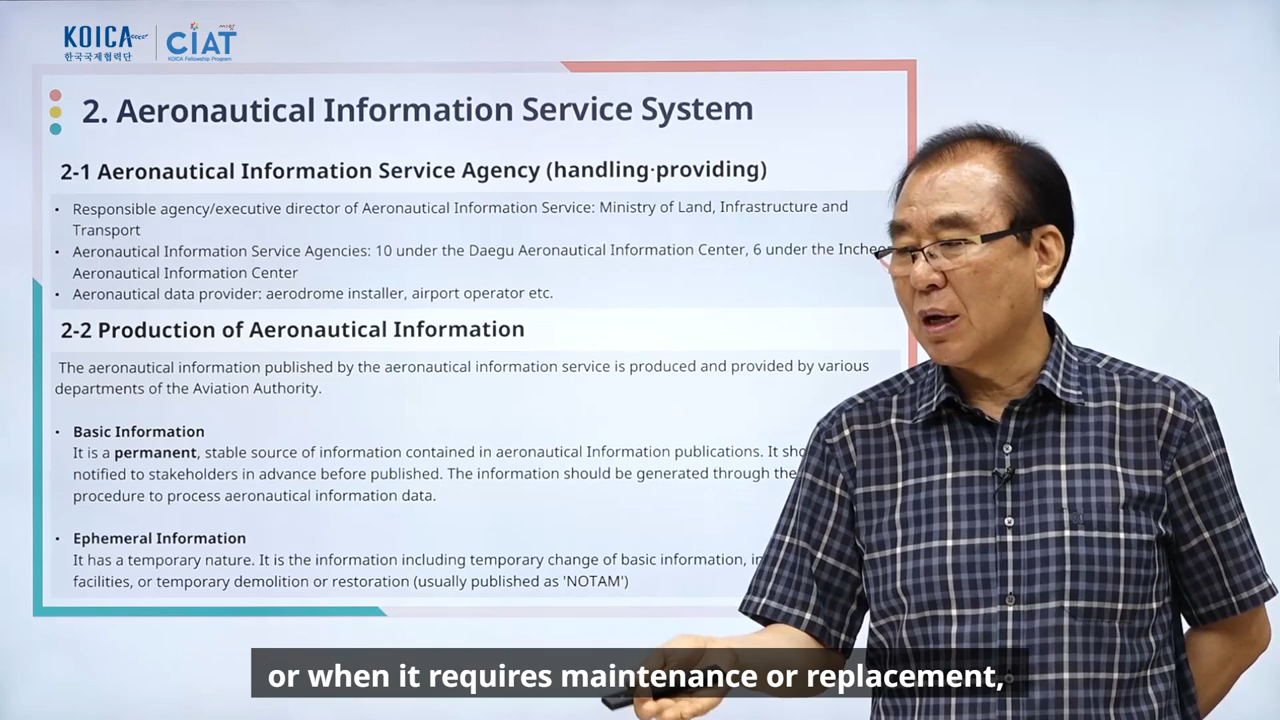 KOICA
한국국제협력단
CIAT
KOICA Fellowship Program
2. Aeronautical Information Service System
2-1 Aeronautical Information Service Agency (handling·providing)
• Responsible agency/executive director of Aeronautical Information Service: Ministry of Land, Infrastructure and
Transport
• Aeronautical Information Service Agencies: 10 under the Daegu Aeronautical Information Center, 6 under the
Aeronautical Information Center
• Aeronautical data provider: aerodrome installer, airport operator etc.
2-2 Production of Aeronautical Information
The aeronautical information published by the aeronautical information service is produced and provided by various
departments of the Aviation Authority.
• Basic Information
It is a permanent, stable source of information contained in aeronautical Information publications. It
notified to stakeholders in advance before published. The information should be generated through the
procedure to process aeronautical information data.
• Ephemeral Information
It has a temporary nature. It is the information including temporary change of basic information,
facilities, or temporary demolition or restoration (usually published as 'NOTAM')
or when it requires maintenance or replacement,